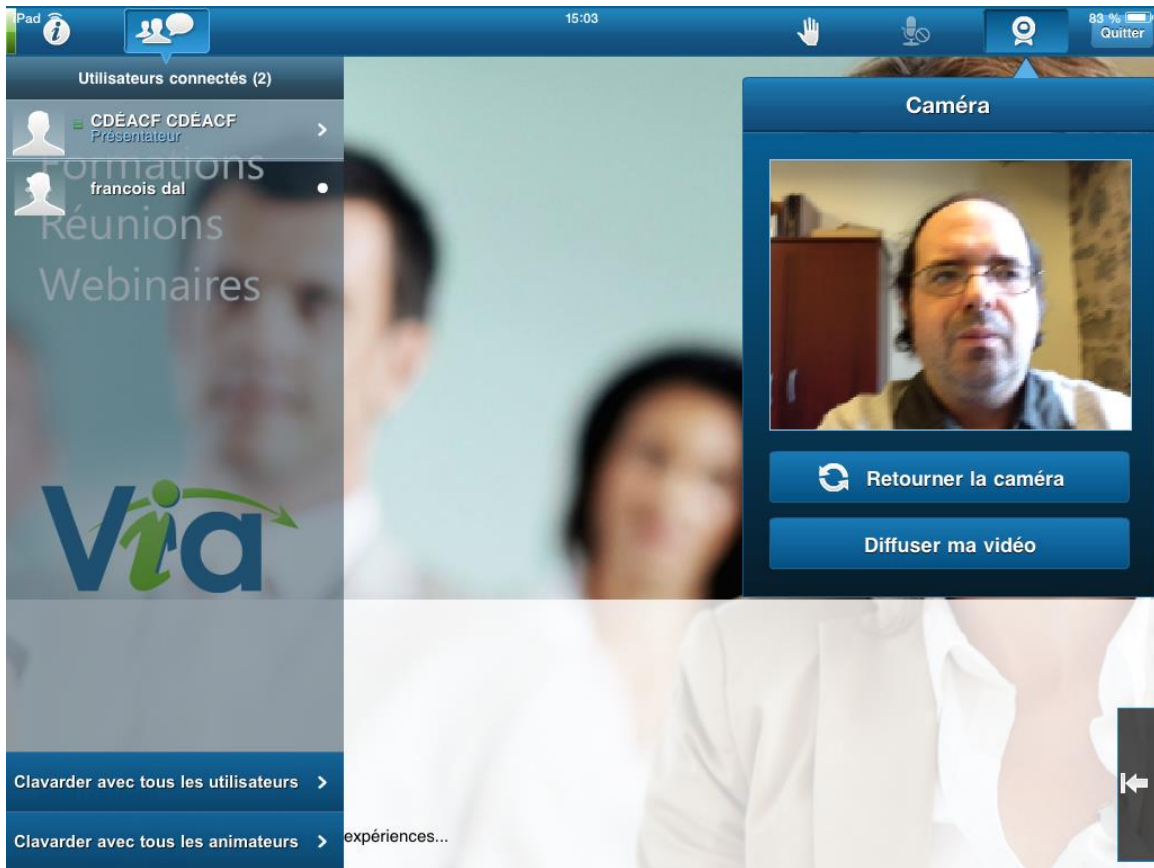 iPad
15:03
83 %
Quitter
Utilisateurs connectés (2)
CDÉACF CDÉACF
Présentateur
francois dal
Formations
Réunions
Webinaires
Via
Caméra
Retourner la caméra
Diffuser ma vidéo
Clavarder avec tous les utilisateurs
Clavarder avec tous les animateurs
expériences...